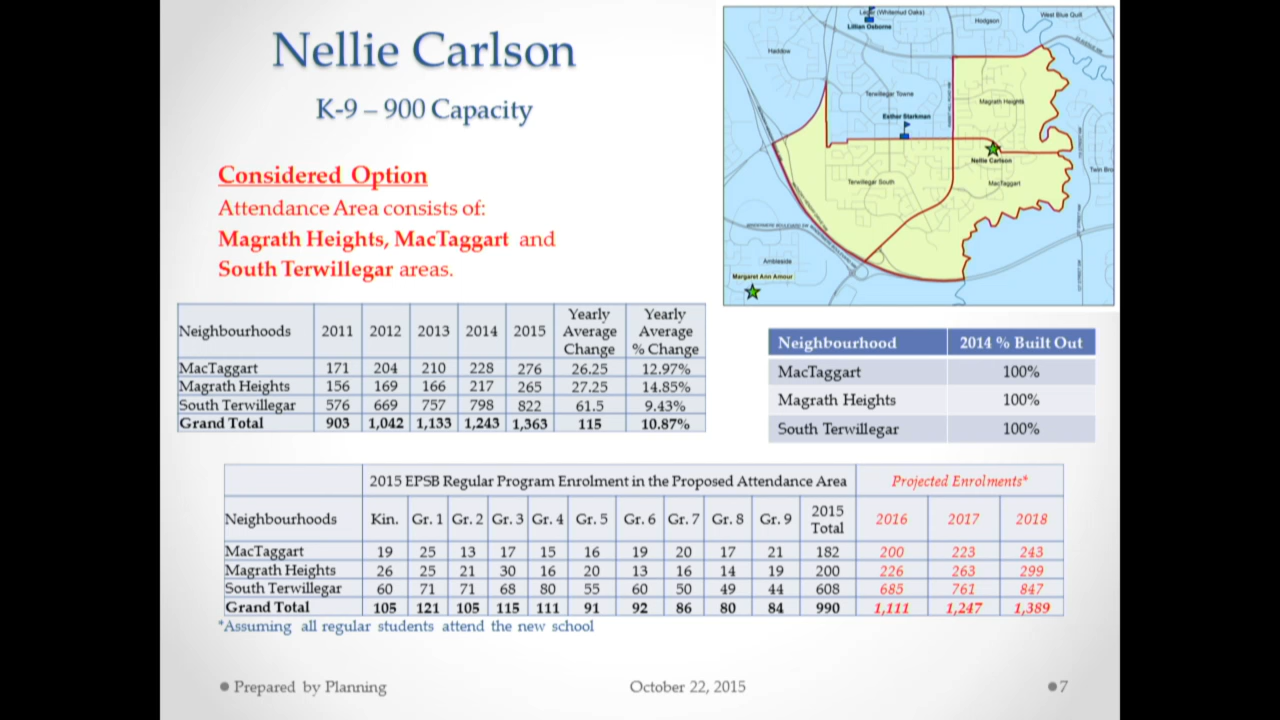 Nellie Carlson
K-9 – 900 Capacity
Considered Option
Attendance Area consists of:
Magrath Heights, MacTaggart and
South Terwillegar areas.
Hodgson
West Blue Quill
Lillian Osborne
Haddow
Terwillegar Towne
Magrath Heights
Esther Starkman
Nellie Carlson
Terwillegar South
MacTaggart
Twin Bro
Ambleside
Margaret Ann Amour
Neighbourhoods 2011 2012 2013 2014 2015 Yearly Average Change Yearly Average % Change
MacTaggart 171 204 210 228 276 26.25 12.97%
Magrath Heights 156 169 166 217 265 27.25 14.85%
South Terwillegar 576 669 757 798 822 61.5 9.43%
Grand Total 903 1,042 1,133 1,243 1,363 115 10.87%
Neighbourhood 2014 % Built Out
MacTaggart 100%
Magrath Heights 100%
South Terwillegar 100%
2015 EPSB Regular Program Enrolment in the Proposed Attendance Area Projected Enrolments*
Neighbourhoods Kin. Gr. 1 Gr. 2 Gr. 3 Gr. 4 Gr. 5 Gr. 6 Gr. 7 Gr. 8 Gr. 9 2015 Total 2016 2017 2018
MacTaggart 19 25 13 17 15 16 19 20 17 21 182 200 223 243
Magrath Heights 26 25 21 30 16 20 13 16 14 19 200 226 263 299
South Terwillegar 60 71 71 68 80 55 60 50 49 44 608 685 761 847
Grand Total 105 121 105 115 111 91 92 86 80 84 990 1,111 1,247 1,389
*Assuming all regular students attend the new school
Prepared by Planning
October 22, 2015
7